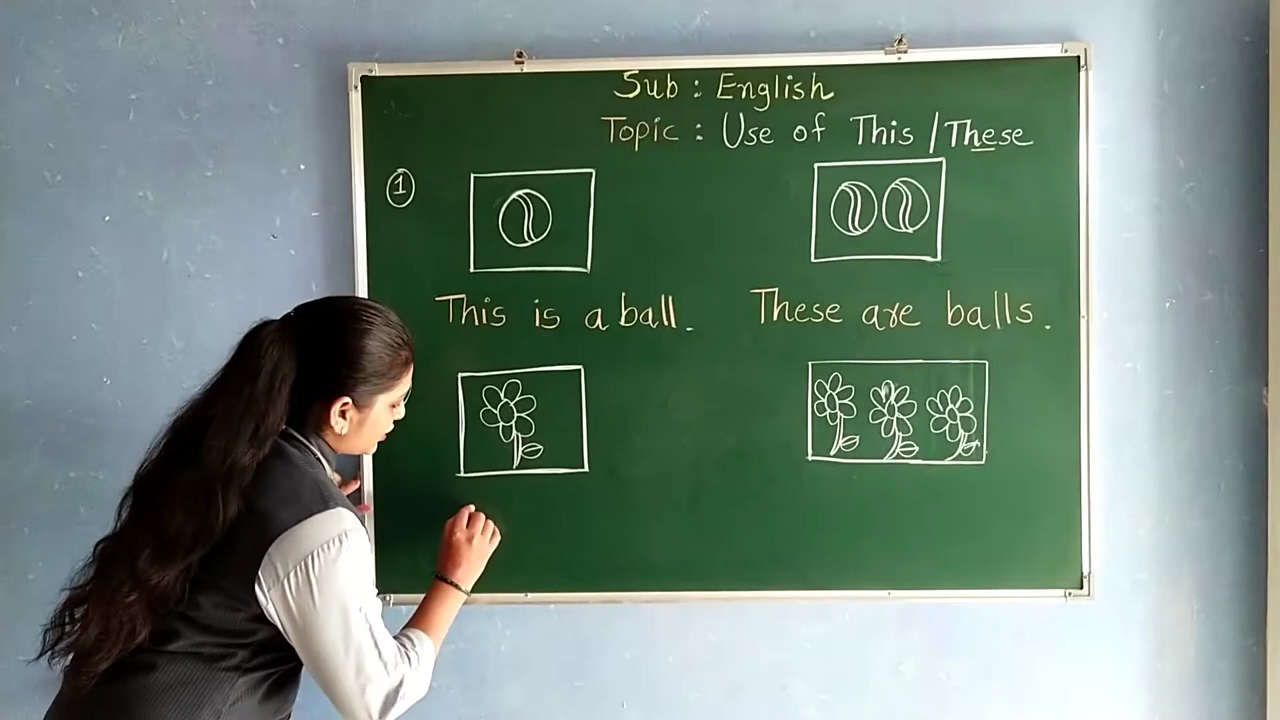 Sub : English
Topic : Use of This / These
1
This is a ball. These are balls.